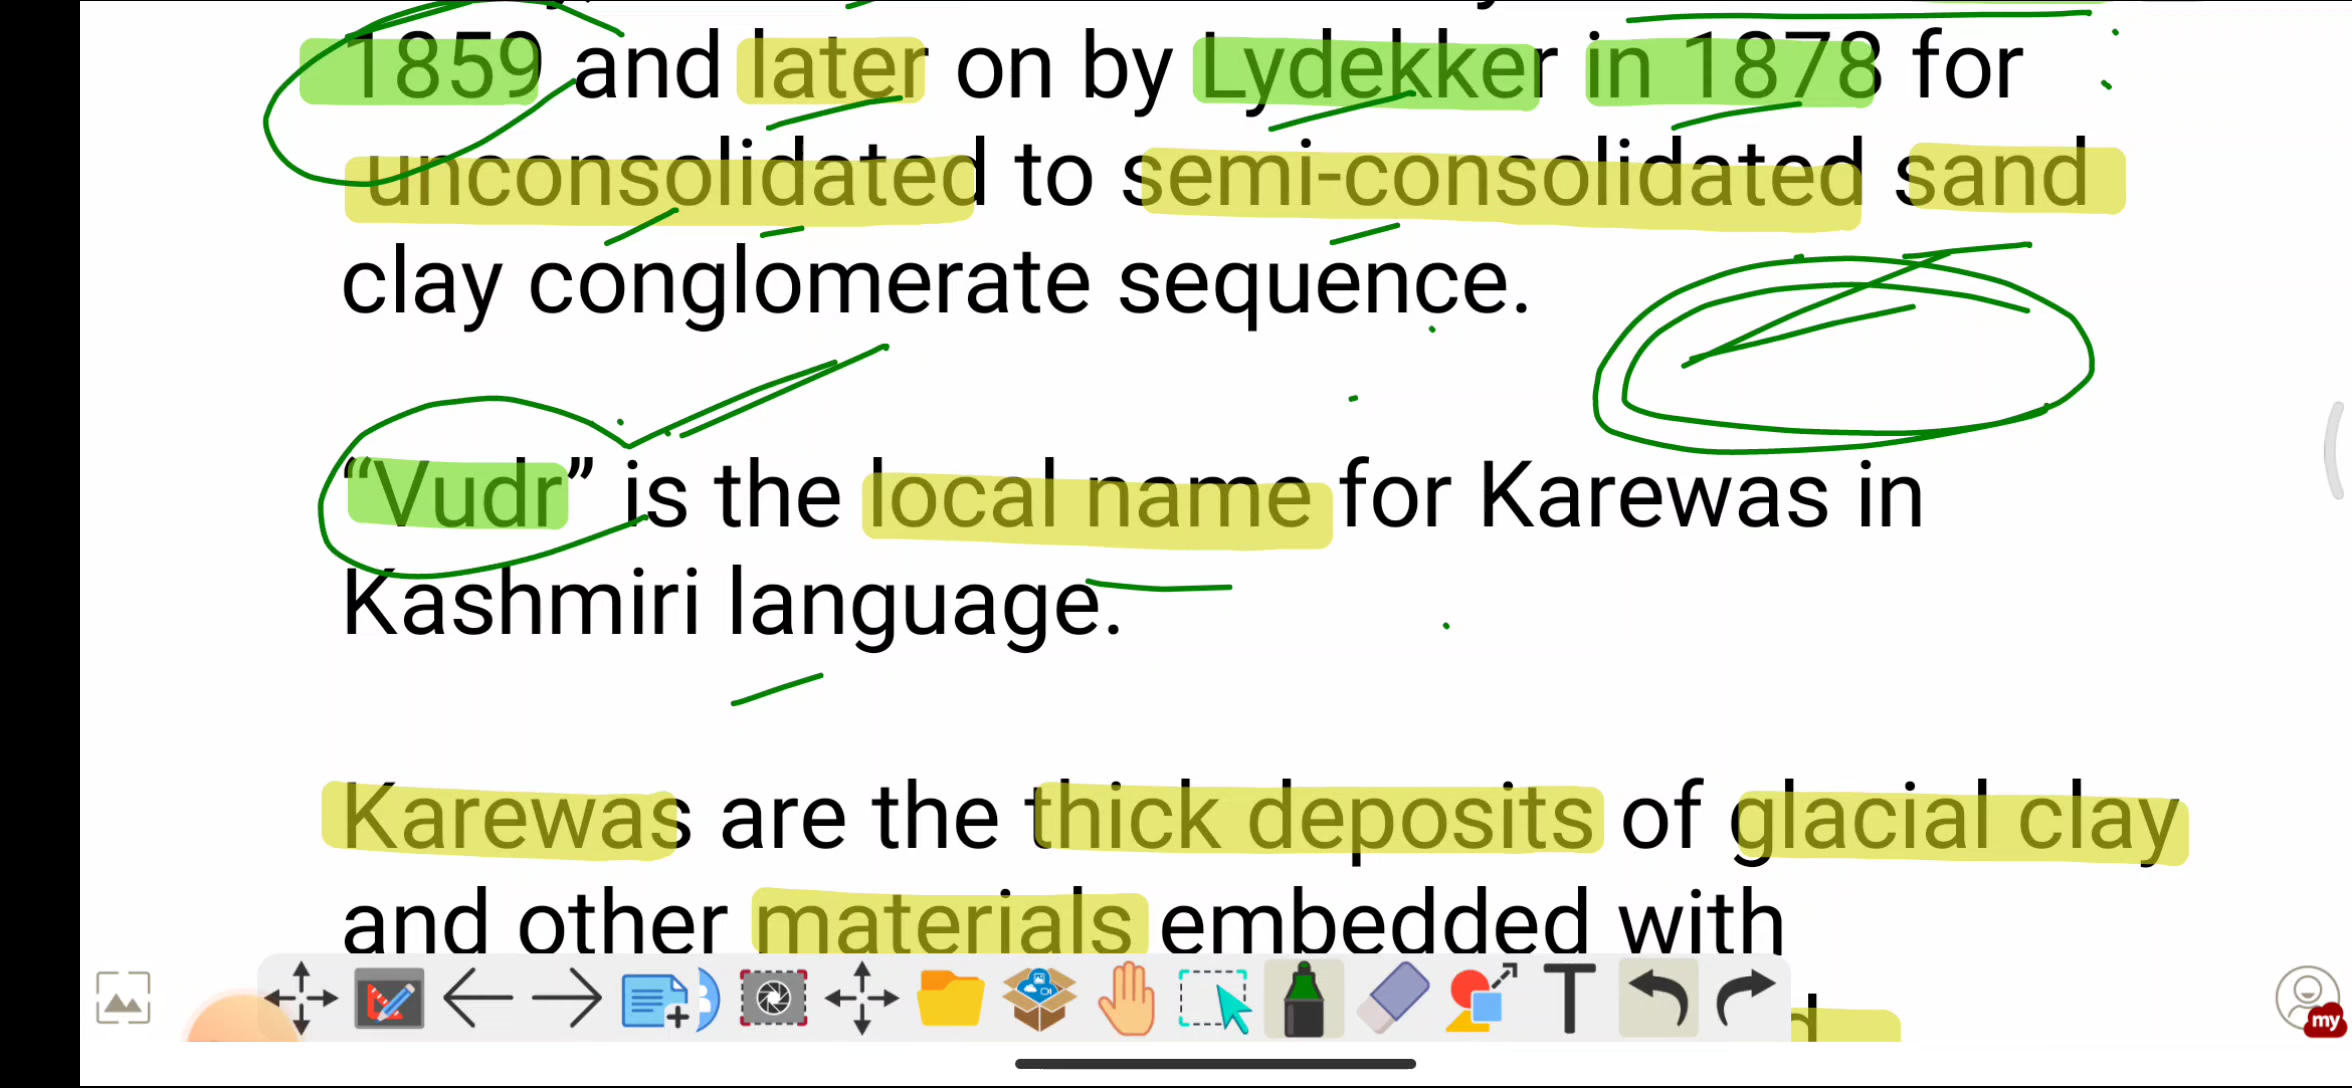 1859 and later on by Lydekker in 1878 for
unconsolidated to semi-consolidated sand
clay conglomerate sequence.
“Vudr” is the local name for Karewas in
Kashmiri language.
Karewas are the thick deposits of glacial clay
and other materials embedded with
my